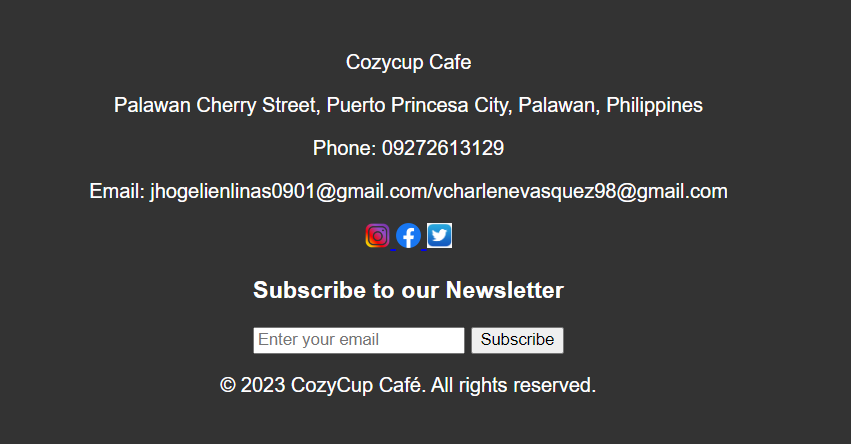 Cozycup Cafe
Palawan Cherry Street, Puerto Princesa City, Palawan, Philippines
Phone: 09272613129
Email: jhogelienlinas0901@gmail.com/vcharlenevasquez98@gmail.com
Subscribe to our Newsletter
Enter your email Subscribe
© 2023 CozyCup Café. All rights reserved.